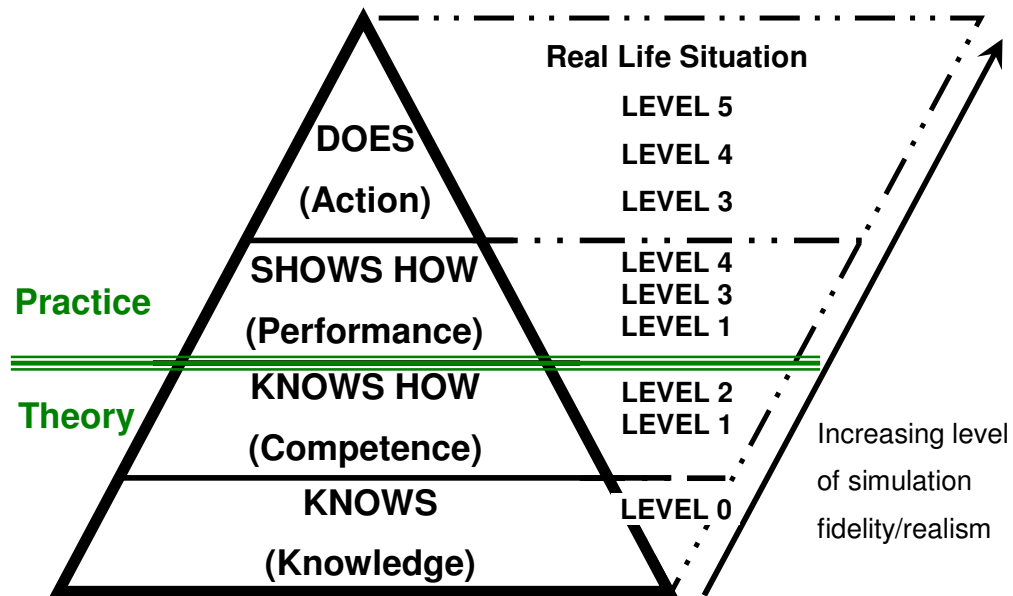 Real Life Situation
DOES
(Action)
LEVEL 5
LEVEL 4
LEVEL 3
SHOWS HOW
(Performance)
LEVEL 4
LEVEL 3
LEVEL 1
Practice
Theory
KNOWS HOW
(Competence)
LEVEL 2
LEVEL 1
KNOWS
(Knowledge)
LEVEL 0
Increasing level
of simulation
fidelity/realism